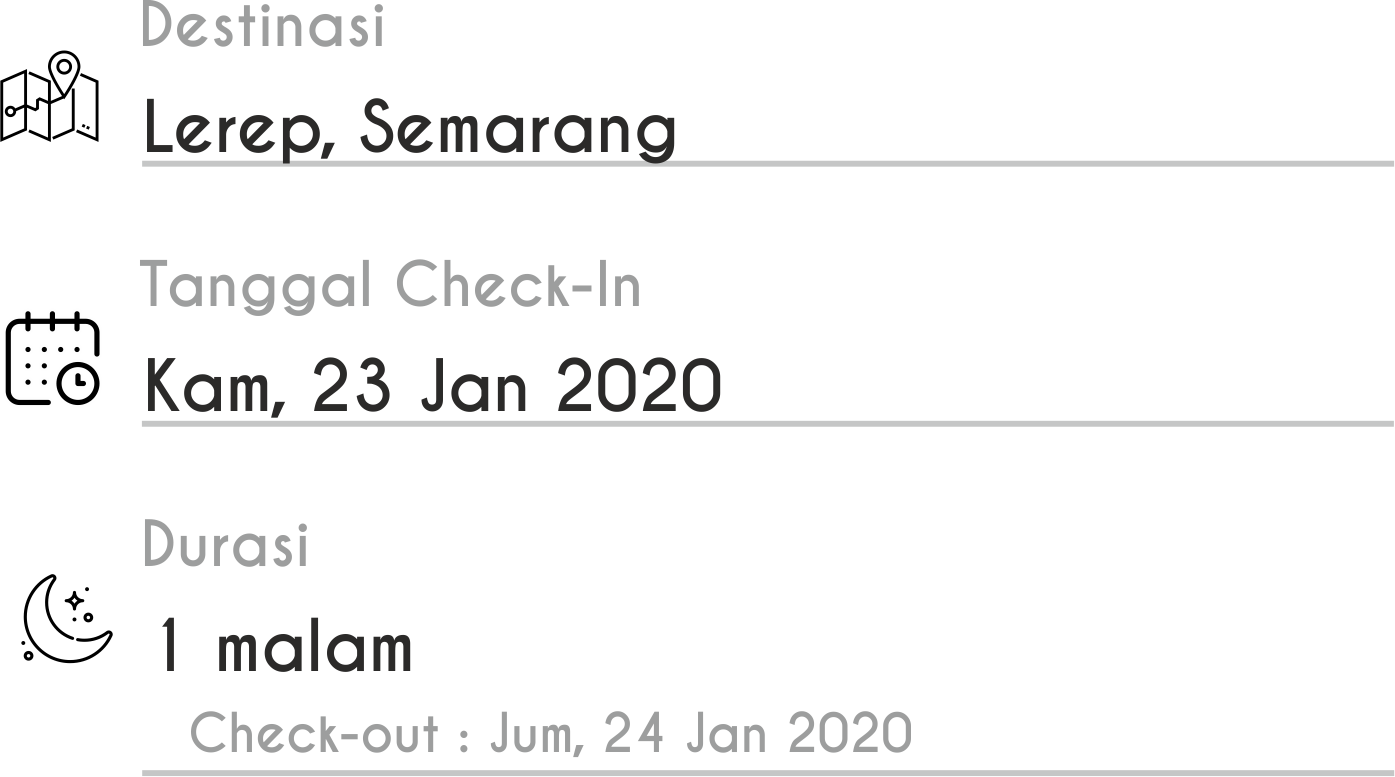 Destinasi
Lerep, Semarang
Tanggal Check-In
Kam, 23 Jan 2020
Durasi
1 malam
Check-out : Jum, 24 Jan 2020